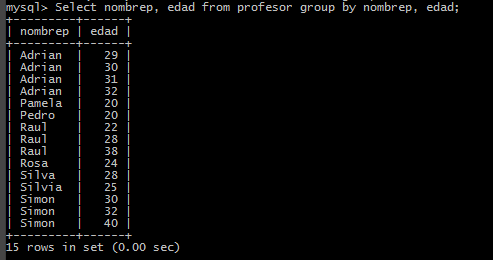 mysql> Select nombrep, edad from profesor group by nombrep, edad;
+---------+------+
| nombrep | edad |
+---------+------+
| Adrian  |   29 |
| Adrian  |   30 |
| Adrian  |   31 |
| Adrian  |   32 |
| Pamela  |   20 |
| Pedro   |   20 |
| Raul    |   22 |
| Raul    |   28 |
| Raul    |   38 |
| Rosa    |   24 |
| Silva   |   28 |
| Silvia  |   25 |
| Simon   |   30 |
| Simon   |   32 |
| Simon   |   40 |
+---------+------+
15 rows in set (0.00 sec)